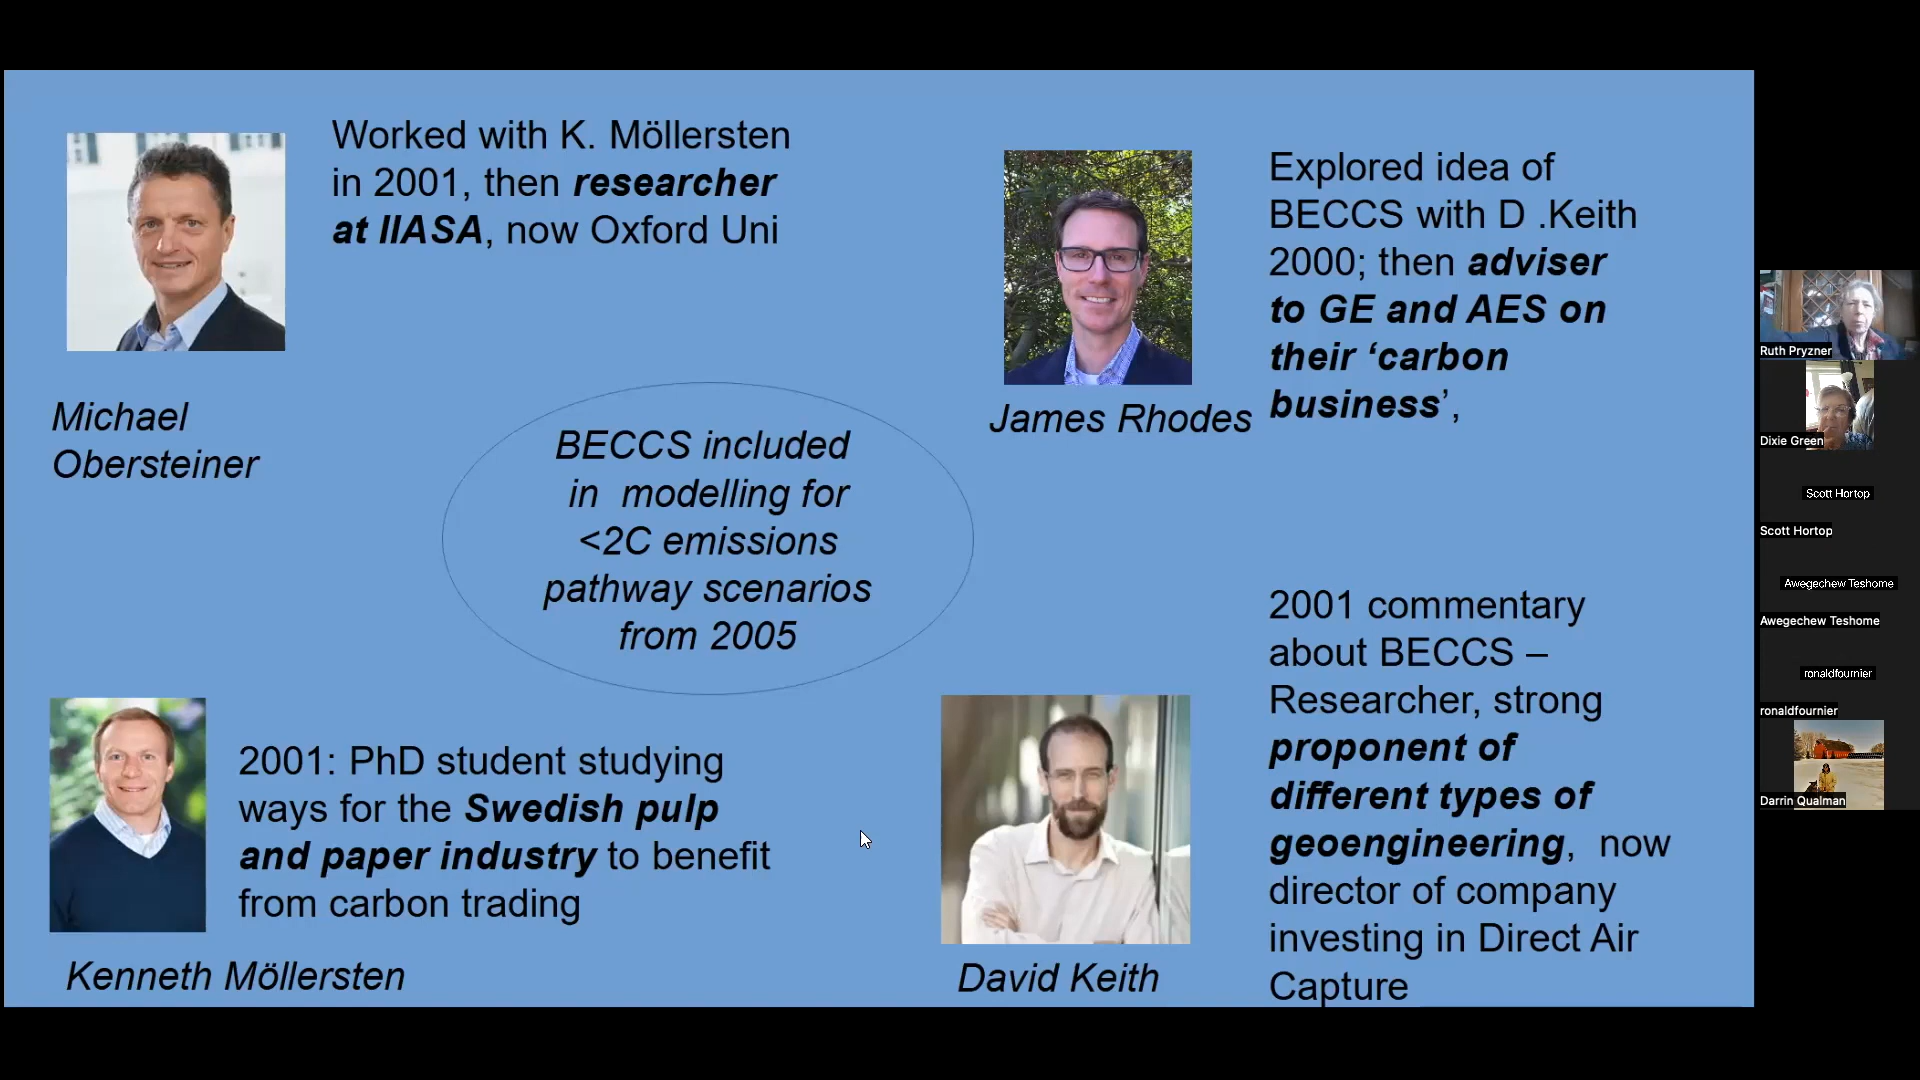 Worked with K. Möllersten
in 2001, then researcher
at IIASA, now Oxford Uni
Michael
Obersteiner
Explored idea of
BECCS with D .Keith
2000; then adviser
to GE and AES on
their ‘carbon
business’,
James Rhodes
BECCS included
in  modelling for
<2C emissions
pathway scenarios
from 2005
2001: PhD student studying
ways for the Swedish pulp
and paper industry to benefit
from carbon trading
Kenneth Möllersten
2001 commentary
about BECCS –
Researcher, strong
proponent of
different types of
geoengineering,  now
director of company
investing in Direct Air
Capture
David Keith
Ruth Pryzner
Dixie Green
Scott Hortop
Scott Hortop
Awegechew Teshome
Awegechew Teshome
ronaldfournier
ronaldfournier
Darrin Qualman